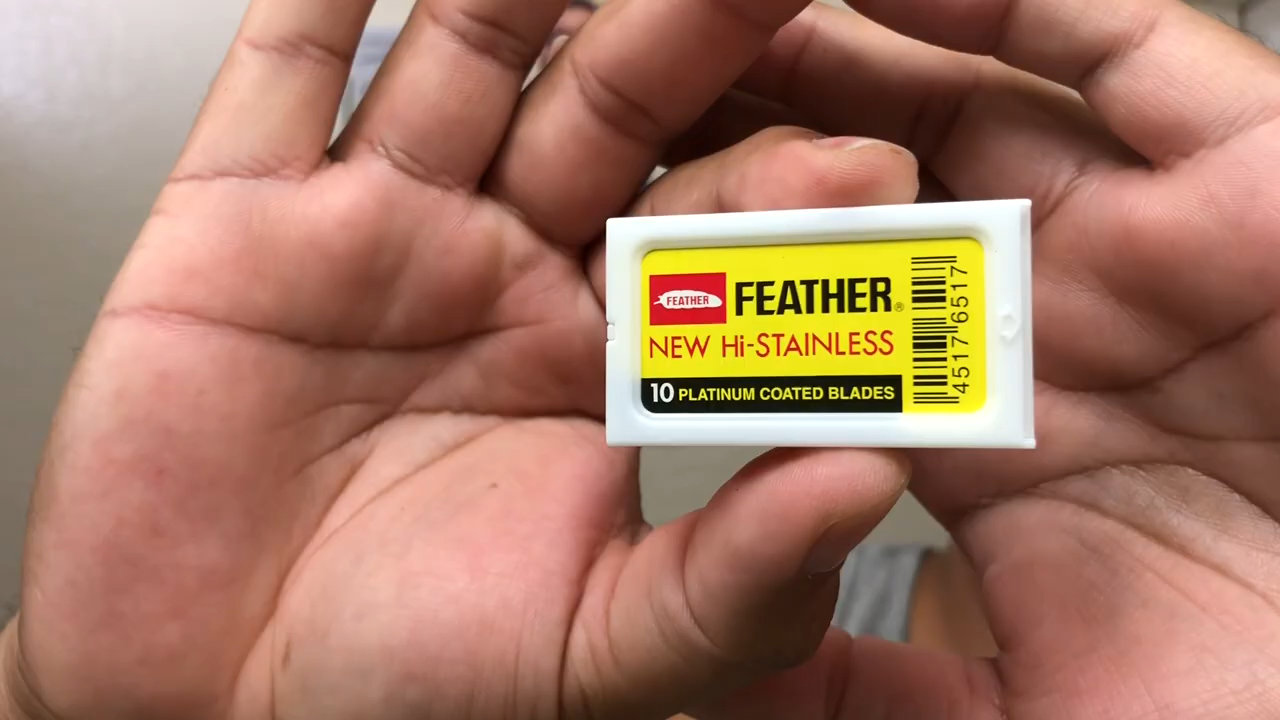 FEATHER
FEATHER®
NEW Hi-STAINLESS
10 PLATINUM COATED BLADES
4517 6517